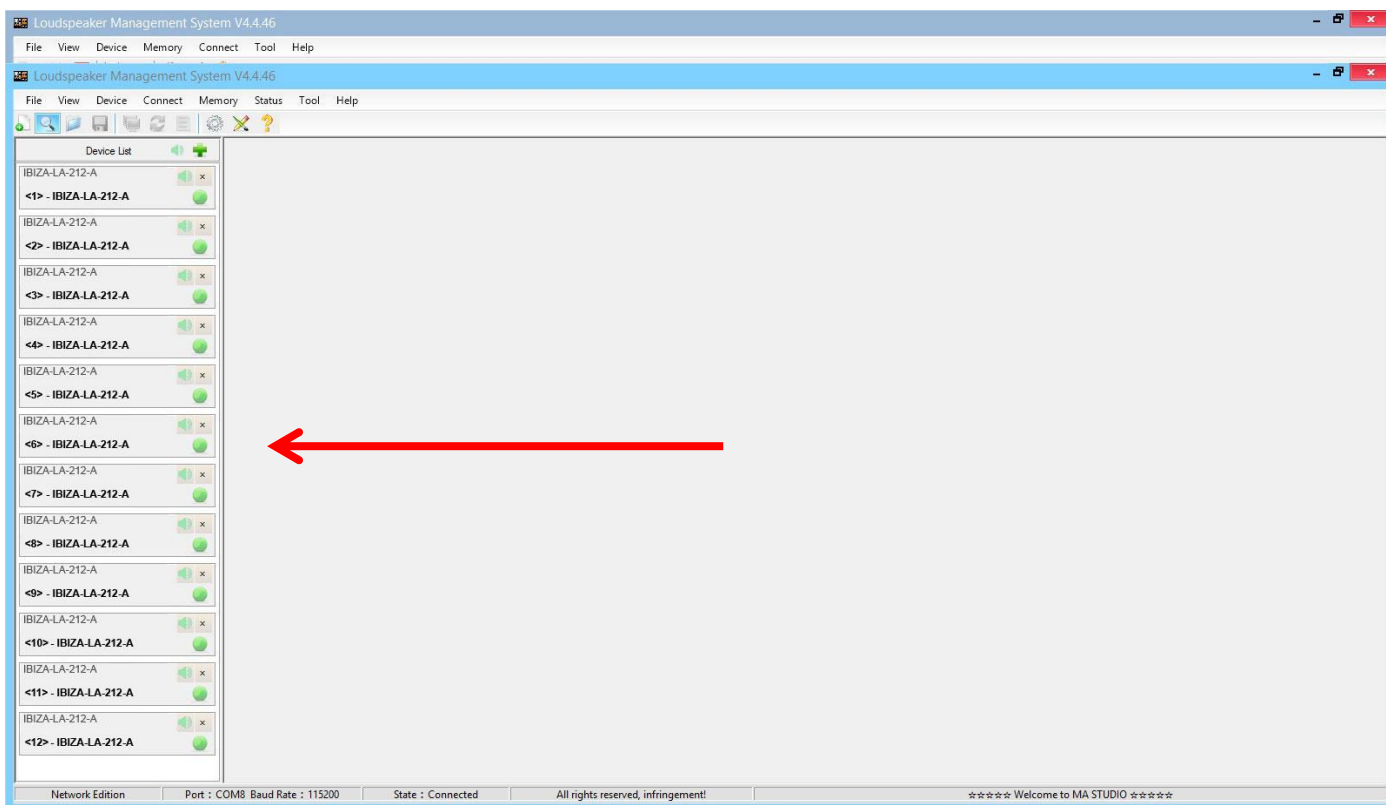 Loudspeaker Management System V4.4.46
File View Device Memory Connect Tool Help
Loudspeaker Management System V4.4.46
File View Device Connect Memory Status Tool Help
Device List
IBIZA-LA-212-A
<1> - IBIZA-LA-212-A
IBIZA-LA-212-A
<2> - IBIZA-LA-212-A
IBIZA-LA-212-A
<3> - IBIZA-LA-212-A
IBIZA-LA-212-A
<4> - IBIZA-LA-212-A
IBIZA-LA-212-A
<5> - IBIZA-LA-212-A
IBIZA-LA-212-A
<6> - IBIZA-LA-212-A
IBIZA-LA-212-A
<7> - IBIZA-LA-212-A
IBIZA-LA-212-A
<8> - IBIZA-LA-212-A
IBIZA-LA-212-A
<9> - IBIZA-LA-212-A
IBIZA-LA-212-A
<10> - IBIZA-LA-212-A
IBIZA-LA-212-A
<11> - IBIZA-LA-212-A
IBIZA-LA-212-A
<12> - IBIZA-LA-212-A
Network Edition Port : COM8 Baud Rate : 115200 State : Connected All rights reserved, infringement! ☆☆☆☆☆ Welcome to MA STUDIO ☆☆☆☆☆